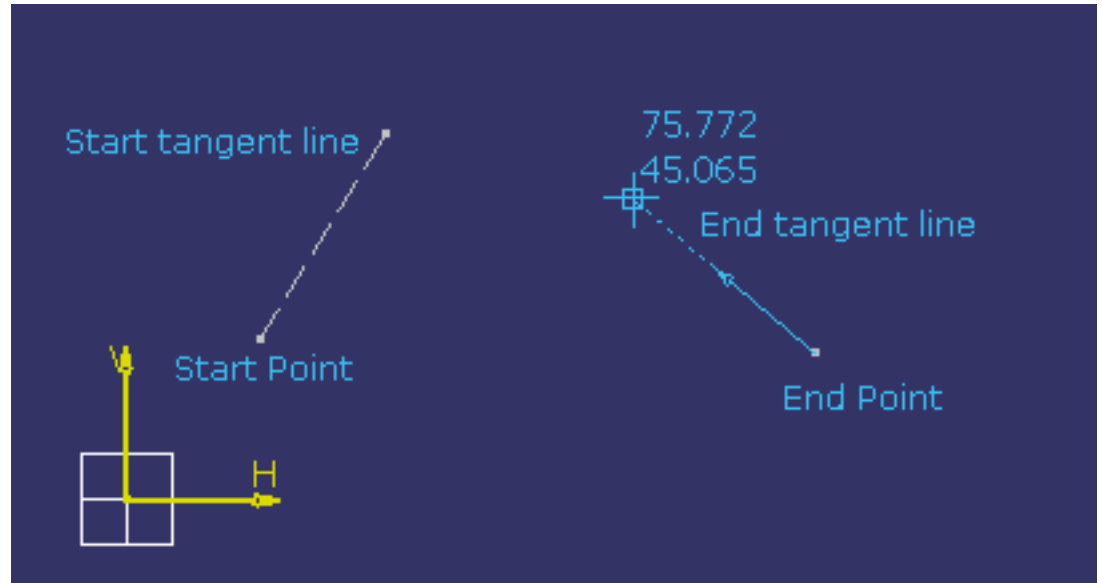 75.772
Start tangent line
45.065
End tangent line
V
Start Point
End Point
H